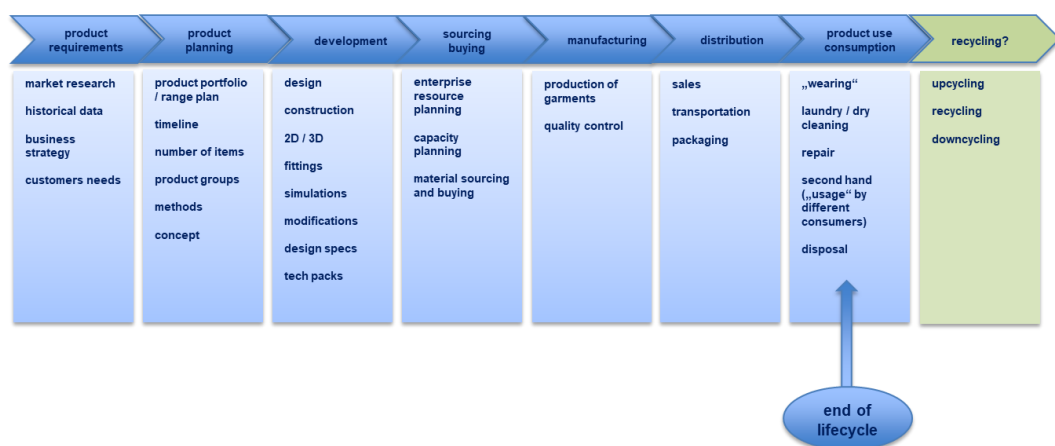 product
requirements
product
planning
development
sourcing
buying
manufacturing
distribution
product use
consumption
recycling?
market research
historical data
business
strategy
customers needs
product portfolio
/ range plan
timeline
number of items
product groups
methods
concept
design
construction
2D / 3D
fittings
simulations
modifications
design specs
tech packs
enterprise
resource
planning
capacity
planning
material sourcing
and buying
production of
garments
quality control
sales
transportation
packaging
„wearing“
laundry / dry
cleaning
repair
second hand
(„usage“ by
different
consumers)
disposal
upcycling
recycling
downcycling
end of
lifecycle